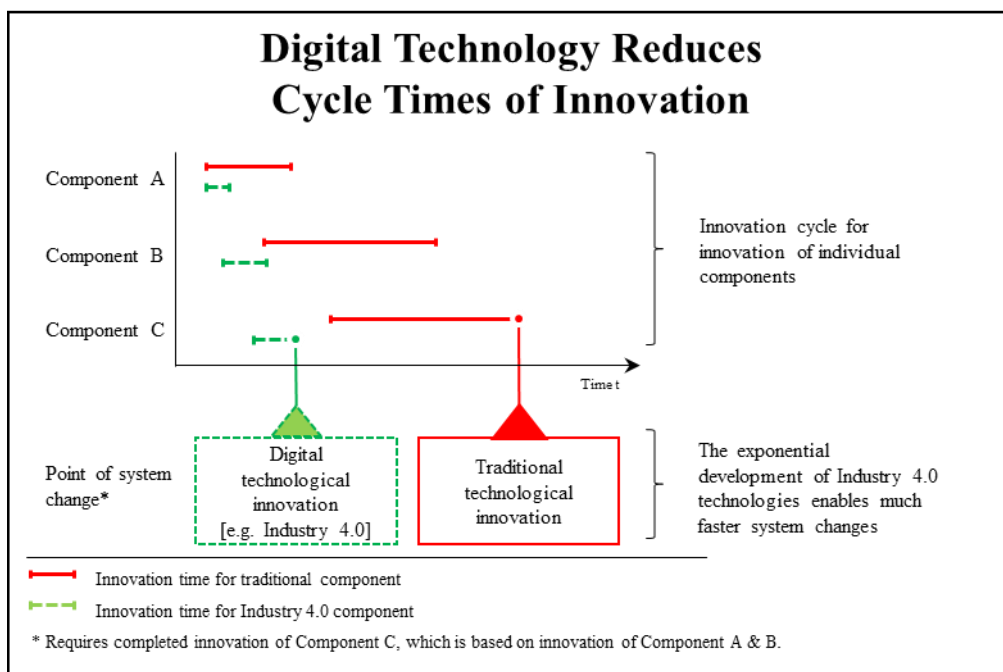 Digital Technology Reduces
Cycle Times of Innovation
Component A
Component B
Component C
Innovation cycle for
innovation of individual
components
Time t
Point of system
change*
Digital
technological
innovation
[e.g. Industry 4.0]
Traditional
technological
innovation
The exponential
development of Industry 4.0
technologies enables much
faster system changes
Innovation time for traditional component
Innovation time for Industry 4.0 component
* Requires completed innovation of Component C, which is based on innovation of Component A & B.